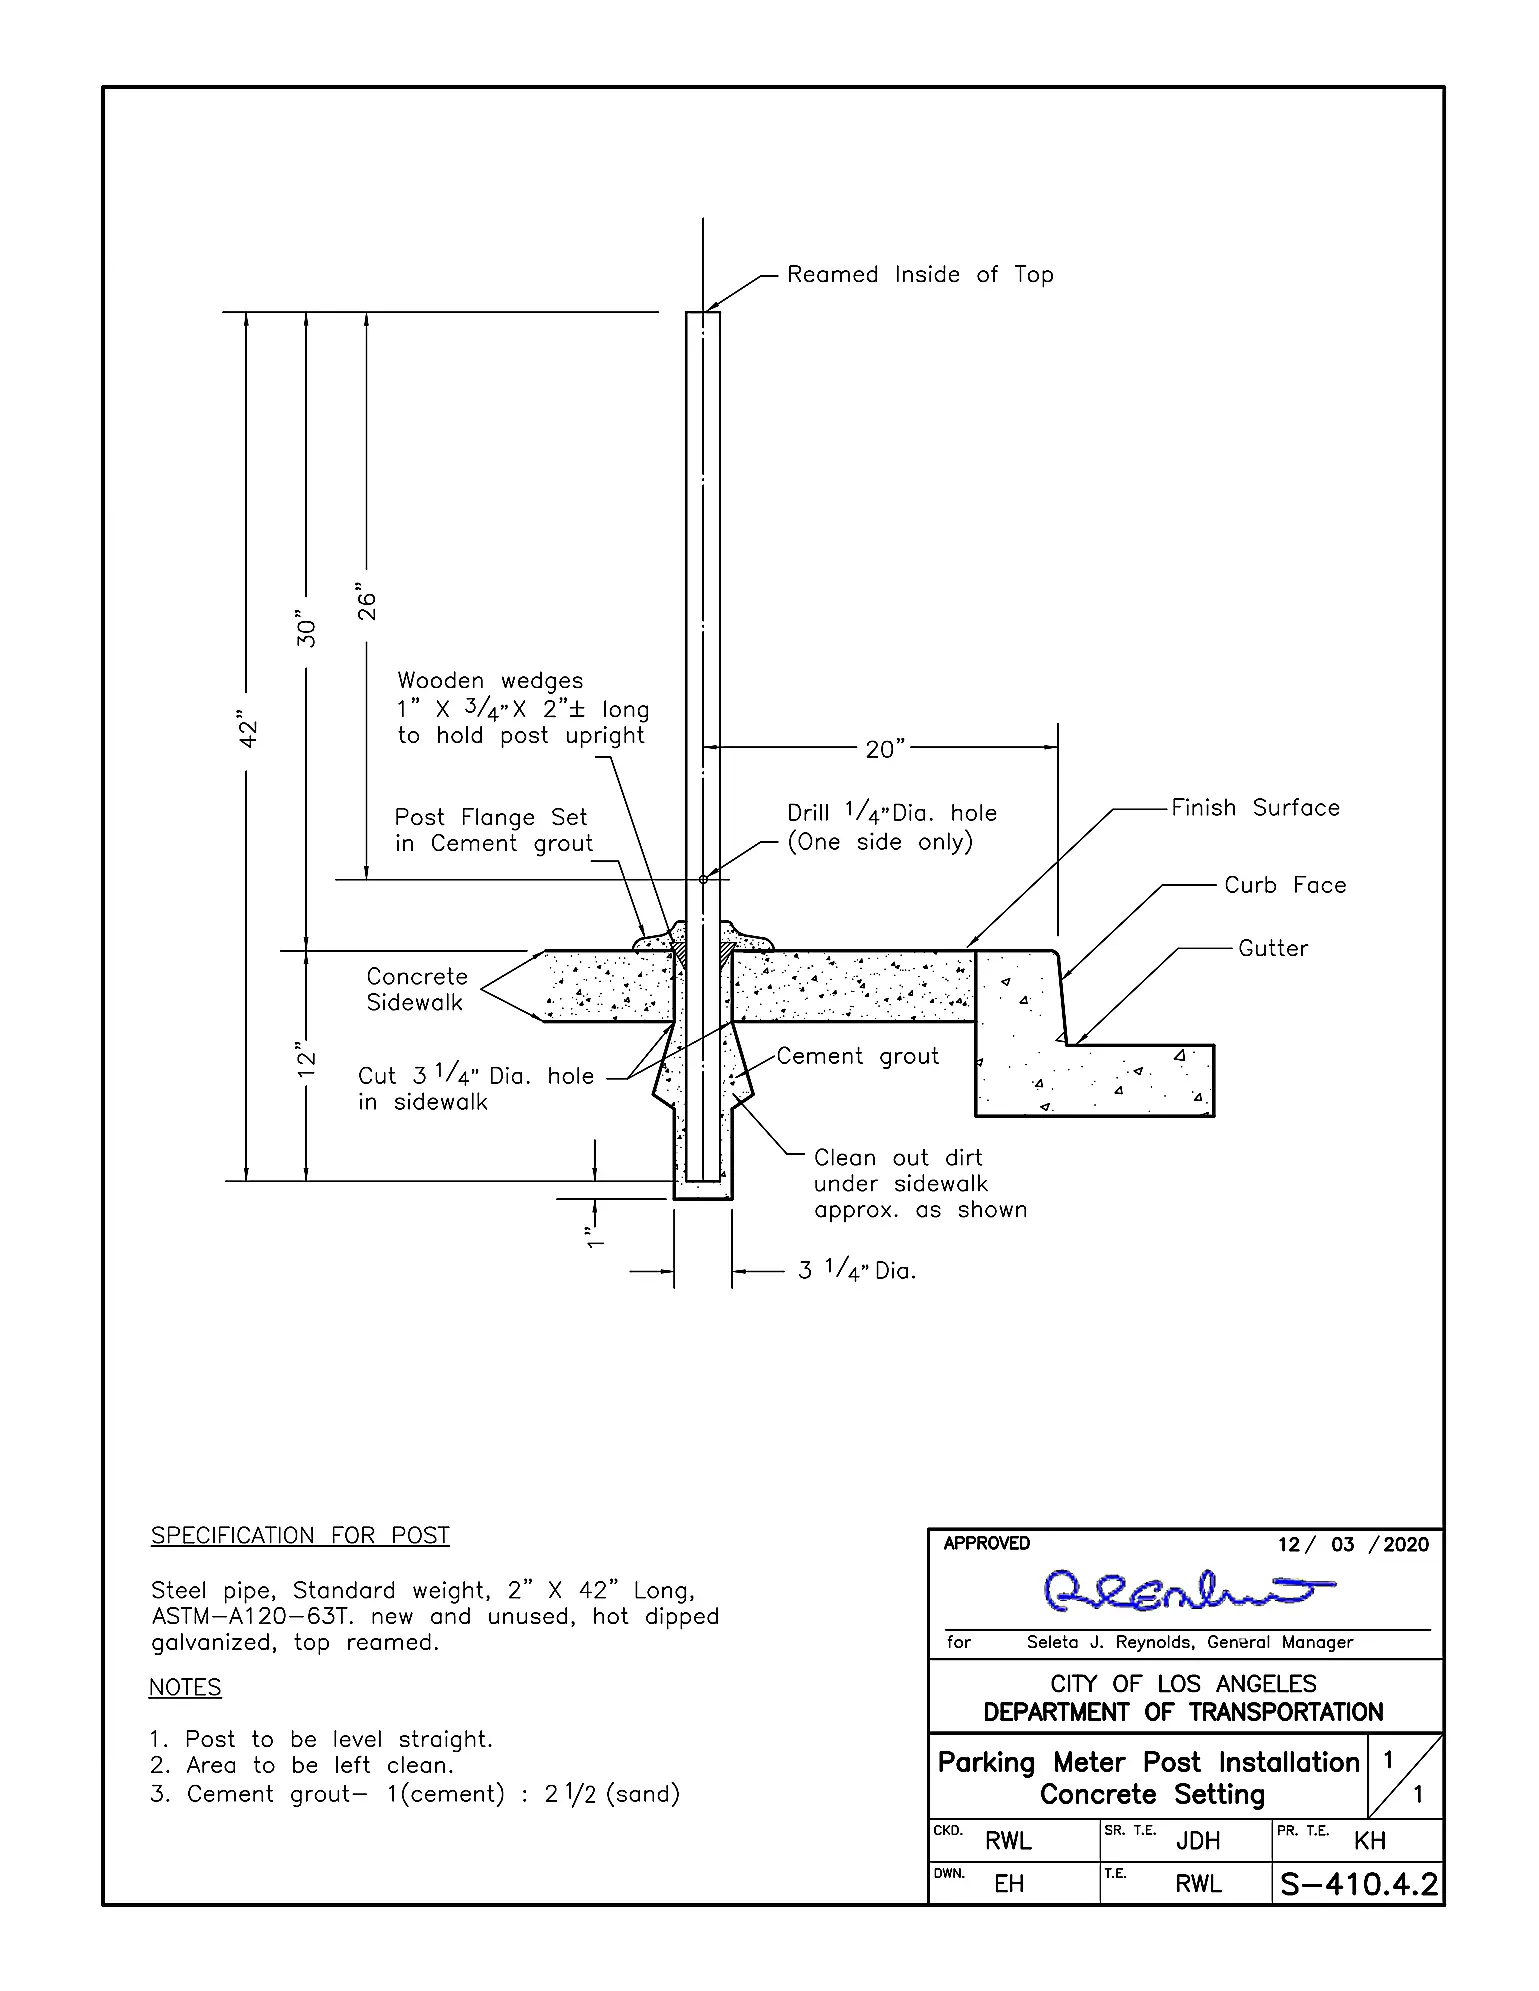 Reamed Inside of Top
26”
30”
42”
Wooden wedges
1” X 3/4” X 2”± long
to hold post upright
20”
Post Flange Set
in Cement grout
Drill 1/4” Dia. hole
(One side only)
Finish Surface
Curb Face
Gutter
Concrete
Sidewalk
12”
Cut 3 1/4" Dia. hole
in sidewalk
Cement grout
Clean out dirt
under sidewalk
approx. as shown
1”
3 1/4” Dia.
SPECIFICATION FOR POST
Steel pipe, Standard weight, 2” X 42” Long,
ASTM–A120–63T. new and unused, hot dipped
galvanized, top reamed.
NOTES
1. Post to be level straight.
2. Area to be left clean.
3. Cement grout– 1(cement) : 2 1/2 (sand)
APPROVED 12/ 03 /2020
for Seleta J. Reynolds, General Manager
CITY OF LOS ANGELES
DEPARTMENT OF TRANSPORTATION
Parking Meter Post Installation
Concrete Setting
1/1
CKD. RWL SR. T.E. JDH PR. T.E. KH
DWN. EH T.E. RWL S–410.4.2